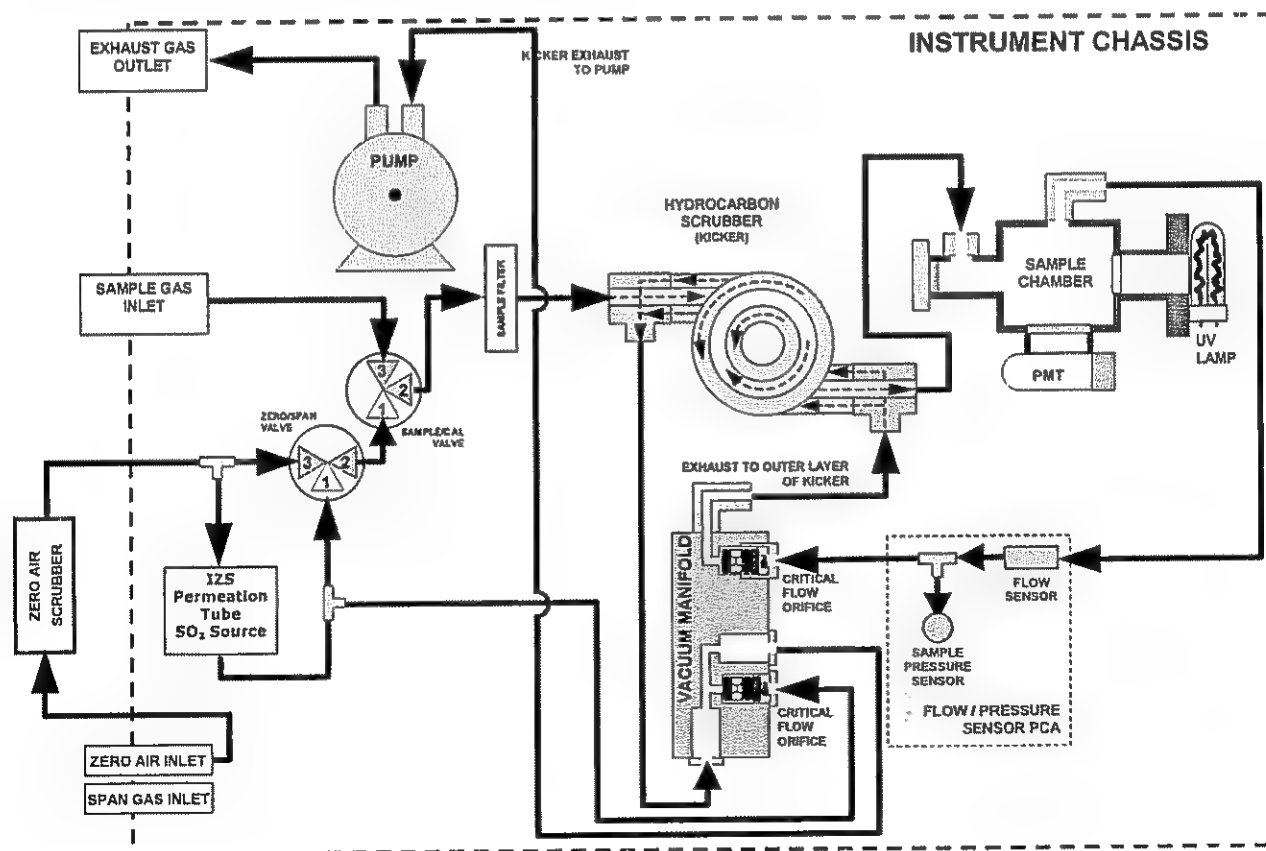 INSTRUMENT CHASSIS
EXHAUST GAS
OUTLET
KICKER EXHAUST
TO PUMP
PUMP
HYDROCARBON
SCRUBBER
(KICKER)
SAMPLE GAS
INLET
SAMPLE FILTER
SAMPLE
CHAMBER
UV
LAMP
PMT
3
2
1
SAMPLE/CAL
VALVE
ZERO/SPAN
VALVE
3
2
1
EXHAUST TO OUTER LAYER
OF KICKER
ZERO AIR
SCRUBBER
IZS
Permeation
Tube
SO₂ Source
VACUUM MANIFOLD
CRITICAL
FLOW
ORIFICE
FLOW
SENSOR
SAMPLE
PRESSURE
SENSOR
CRITICAL
FLOW
ORIFICE
FLOW / PRESSURE
SENSOR PCA
ZERO AIR INLET
SPAN GAS INLET